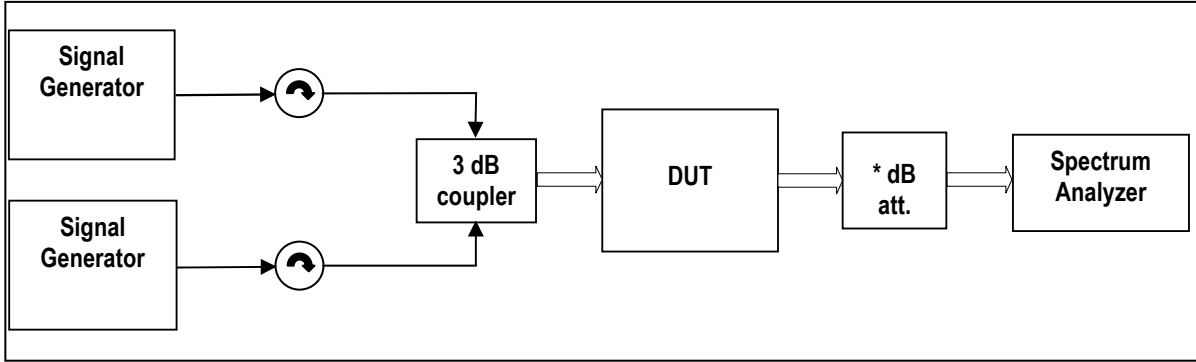 Signal
Generator
3 dB
coupler
DUT
* dB
att.
Spectrum
Analyzer
Signal
Generator